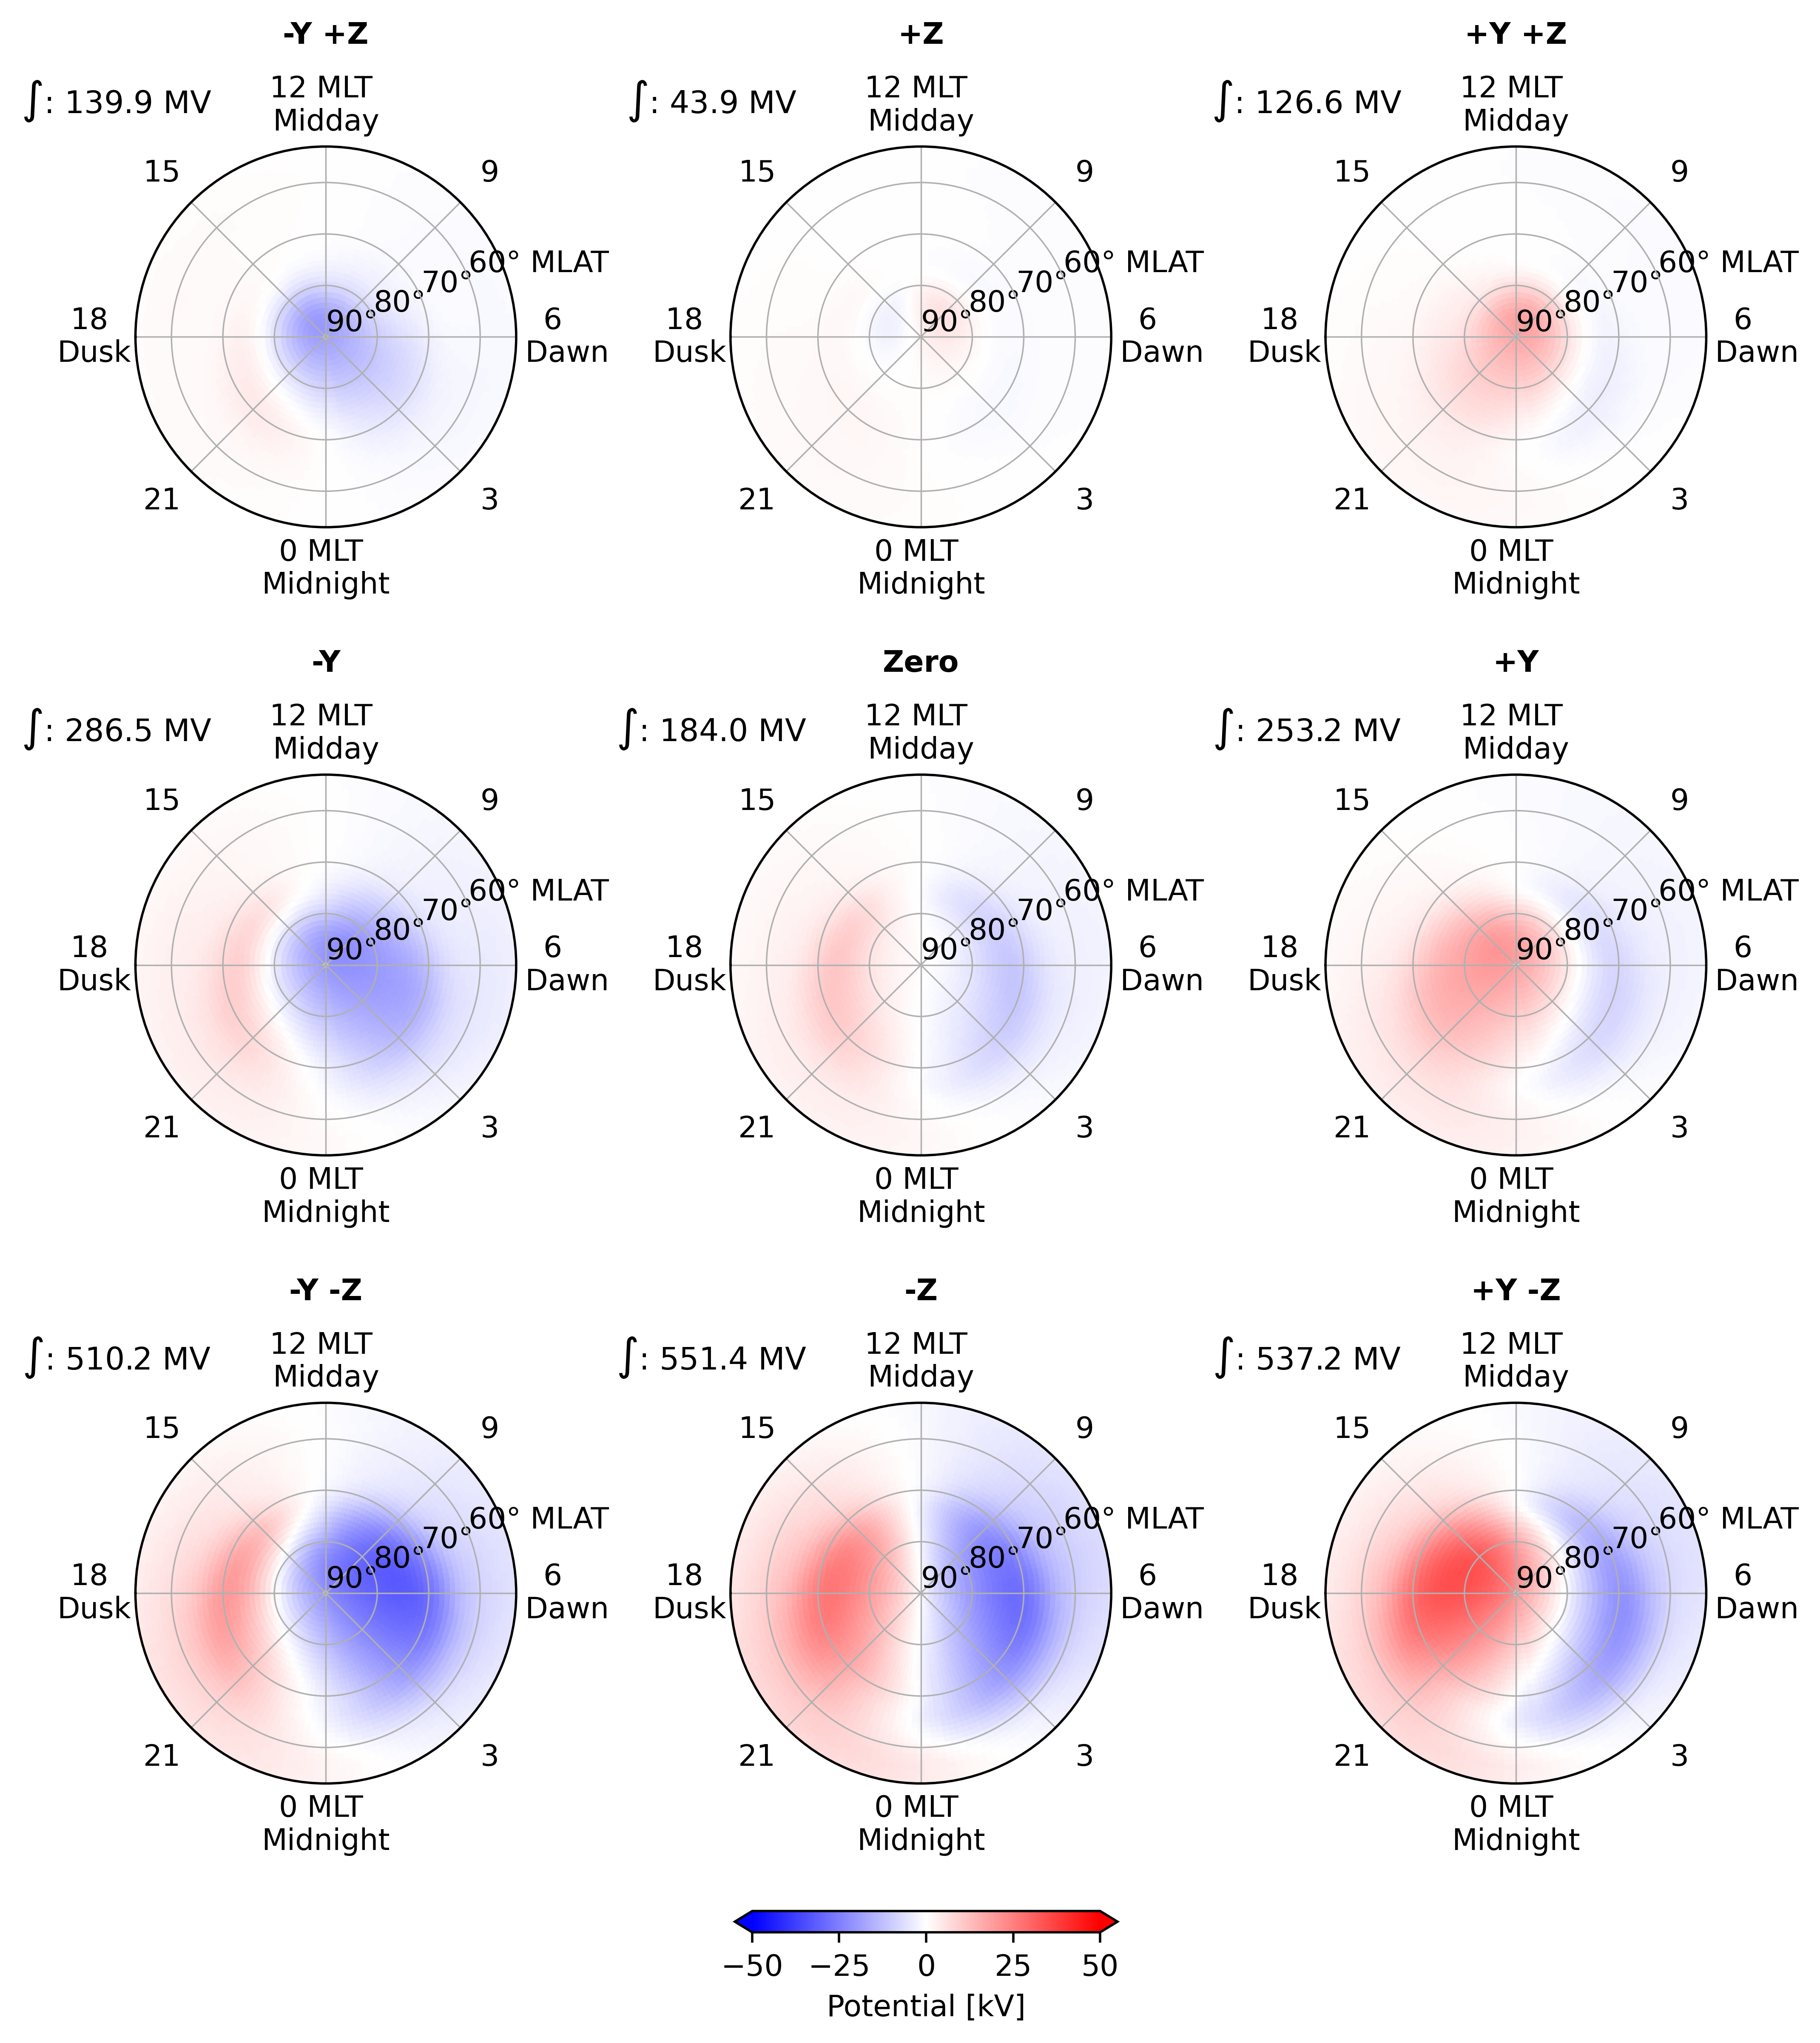 -Y +Z
+Z
+Y +Z
∫: 139.9 MV
12 MLT
Midday
∫: 43.9 MV
12 MLT
Midday
∫: 126.6 MV
12 MLT
Midday
15
9
15
9
15
9
60° MLAT
70°
80°
90°
60° MLAT
70°
80°
90°
60° MLAT
70°
80°
90°
18
Dusk
6
Dawn
18
Dusk
6
Dawn
18
Dusk
6
Dawn
21
3
21
3
21
3
0 MLT
Midnight
0 MLT
Midnight
0 MLT
Midnight
-Y
Zero
+Y
∫: 286.5 MV
12 MLT
Midday
∫: 184.0 MV
12 MLT
Midday
∫: 253.2 MV
12 MLT
Midday
15
9
15
9
15
9
60° MLAT
70°
80°
90°
60° MLAT
70°
80°
90°
60° MLAT
70°
80°
90°
18
Dusk
6
Dawn
18
Dusk
6
Dawn
18
Dusk
6
Dawn
21
3
21
3
21
3
0 MLT
Midnight
0 MLT
Midnight
0 MLT
Midnight
-Y -Z
-Z
+Y -Z
∫: 510.2 MV
12 MLT
Midday
∫: 551.4 MV
12 MLT
Midday
∫: 537.2 MV
12 MLT
Midday
15
9
15
9
15
9
60° MLAT
70°
80°
90°
60° MLAT
70°
80°
90°
60° MLAT
70°
80°
90°
18
Dusk
6
Dawn
18
Dusk
6
Dawn
18
Dusk
6
Dawn
21
3
21
3
21
3
0 MLT
Midnight
0 MLT
Midnight
0 MLT
Midnight
−50 −25 0 25 50
Potential [kV]